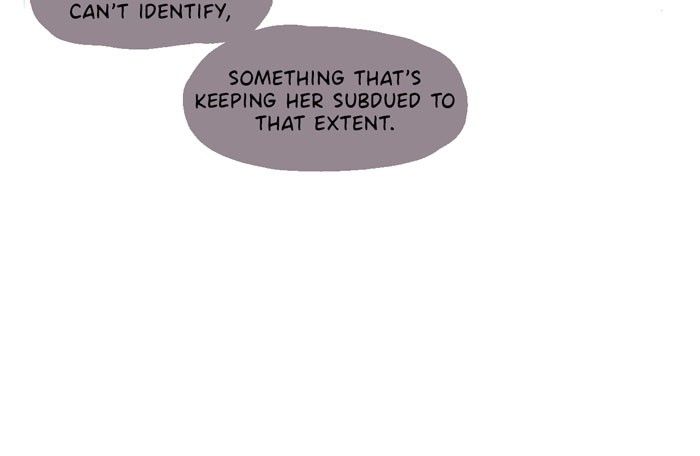 CAN'T IDENTIFY,
SOMETHING THAT'S
KEEPING HER SUBDUED TO
THAT EXTENT.